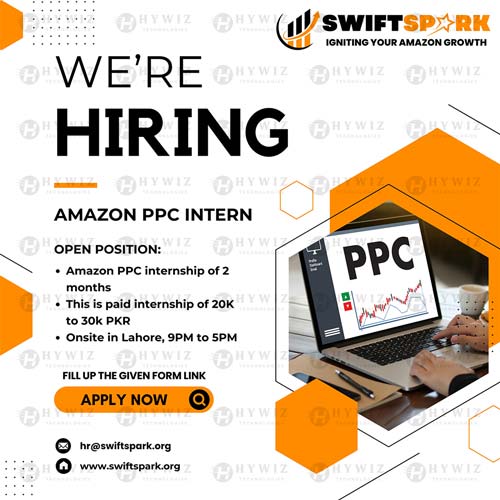 SWIFTSPARK
IGNITING YOUR AMAZON GROWTH
WE'RE
HIRING
AMAZON PPC INTERN
OPEN POSITION:
• Amazon PPC internship of 2
months
• This is paid internship of 20K
to 30k PKR
• Onsite in Lahore, 9PM to 5PM
PPC
FILL UP THE GIVEN FORM LINK
APPLY NOW
hr@swiftspark.org
www.swiftspark.org
HYWIZ
TECHNOLOGIES